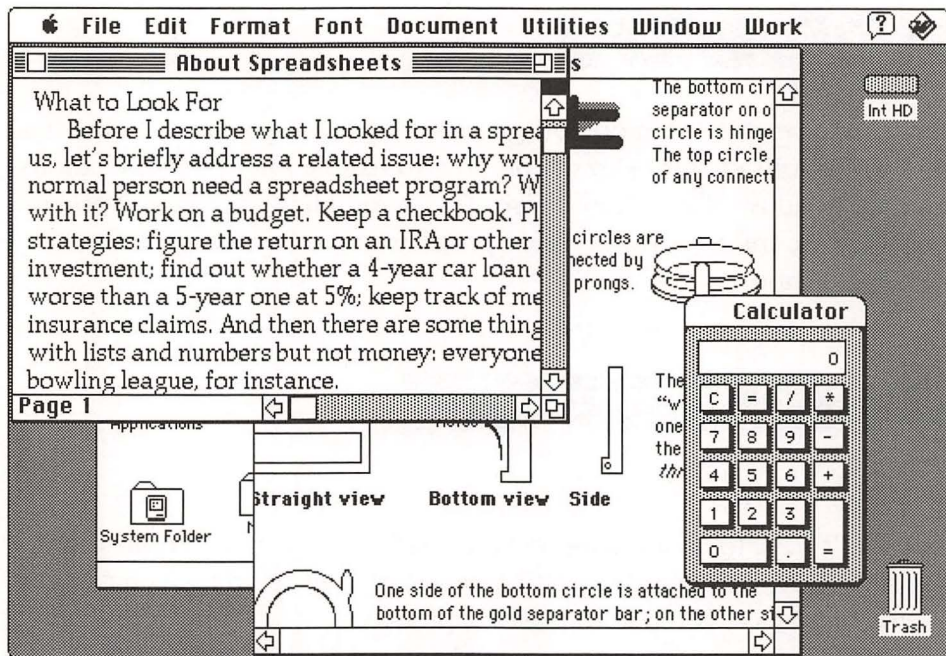 File Edit Format Font Document Utilities Window Work
About Spreadsheets
What to Look For
Before I describe what I looked for in a sprea
us, let's briefly address a related issue: why wou
normal person need a spreadsheet program? W
with it? Work on a budget. Keep a checkbook. Pl
strategies: figure the return on an IRA or other
investment; find out whether a 4-year car loan
worse than a 5-year one at 5%; keep track of me
insurance claims. And then there are some thing
with lists and numbers but not money: everyone
bowling league, for instance.
Page 1
s
The bottom cir
separator on o
circle is hinge
The top circle,
of any connecti
circles are
nected by
prongs.
Int HD
Calculator
0
C = / *
7 8 9 -
4 5 6 +
1 2 3
0 . =
The
"w
one
the
thr
Applications
System Folder
Straight view Bottom view Side
One side of the bottom circle is attached to the
bottom of the gold separator bar; on the other si
Trash